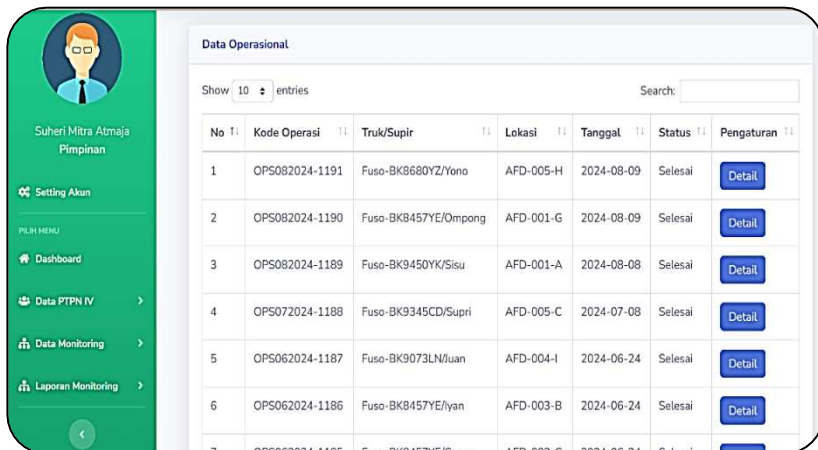 Suheri Mitra Atmaja
Pimpinan
Setting Akun
PILIH MENU
Dashboard
Data PTPN IV
Data Monitoring
Laporan Monitoring
Data Operasional
Show 10 entries Search:
No Kode Operasi Truk/Supir Lokasi Tanggal Status Pengaturan
1 OPS082024-1191 Fuso-BK8680YZ/Yono AFD-005-H 2024-08-09 Selesai Detail
2 OPS082024-1190 Fuso-BK8457YE/Ompong AFD-001-G 2024-08-09 Selesai Detail
3 OPS082024-1189 Fuso-BK9450YK/Sisu AFD-001-A 2024-08-08 Selesai Detail
4 OPS072024-1188 Fuso-BK9345CD/Supri AFD-005-C 2024-07-08 Selesai Detail
5 OPS062024-1187 Fuso-BK9073LN/Juan AFD-004-I 2024-06-24 Selesai Detail
6 OPS062024-1186 Fuso-BK8457YE/Iyan AFD-003-B 2024-06-24 Selesai Detail